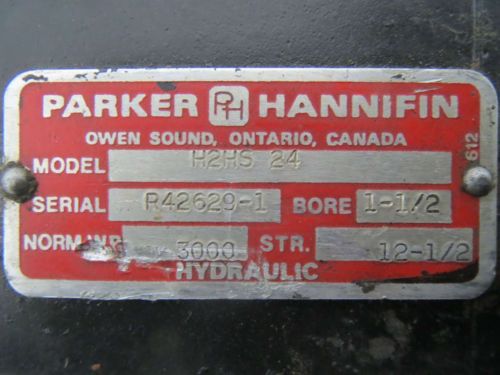 PARKER PH HANNIFIN
OWEN SOUND, ONTARIO, CANADA
MODEL H2HS 24
SERIAL R42629-1 BORE 1-1/2
NORM.W.P. 3000 STR. 12-1/2
HYDRAULIC
612